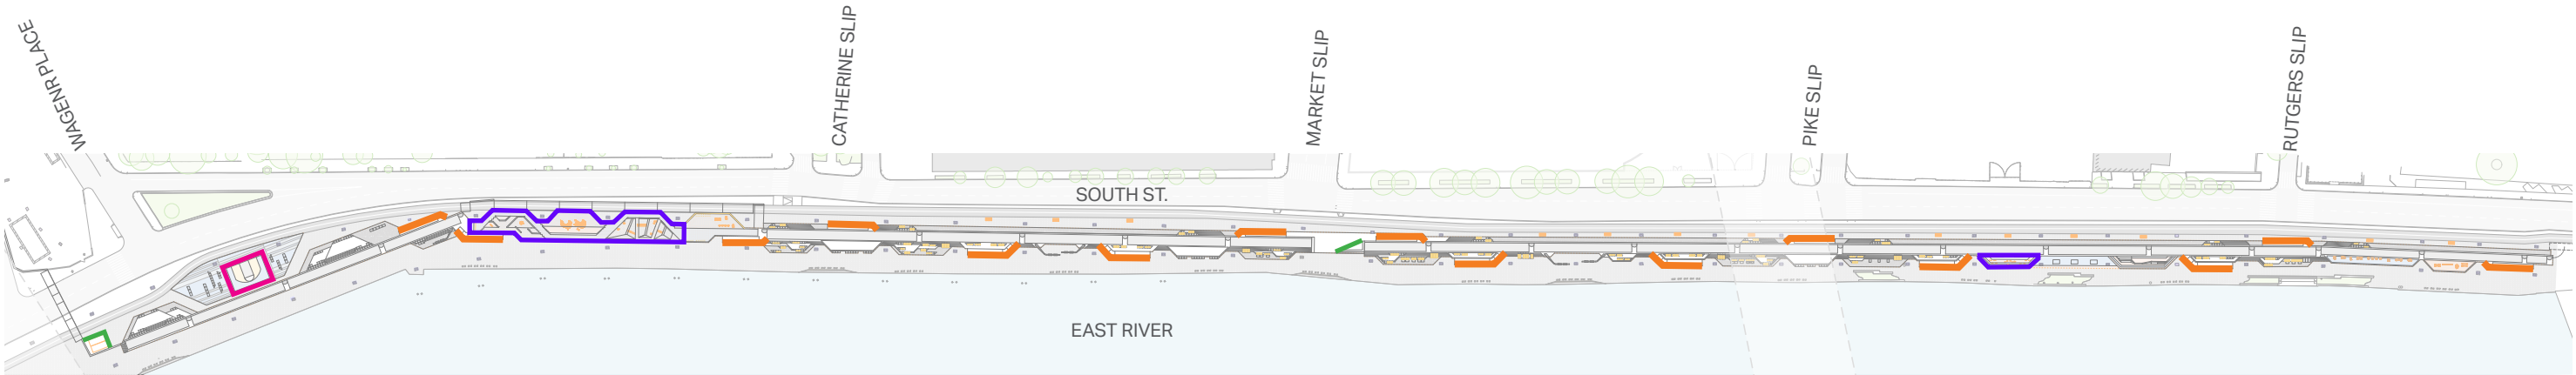 WAGENR PLACE
CATHERINE SLIP
MARKET SLIP
PIKE SLIP
RUTGERS SLIP
SOUTH ST.
EAST RIVER